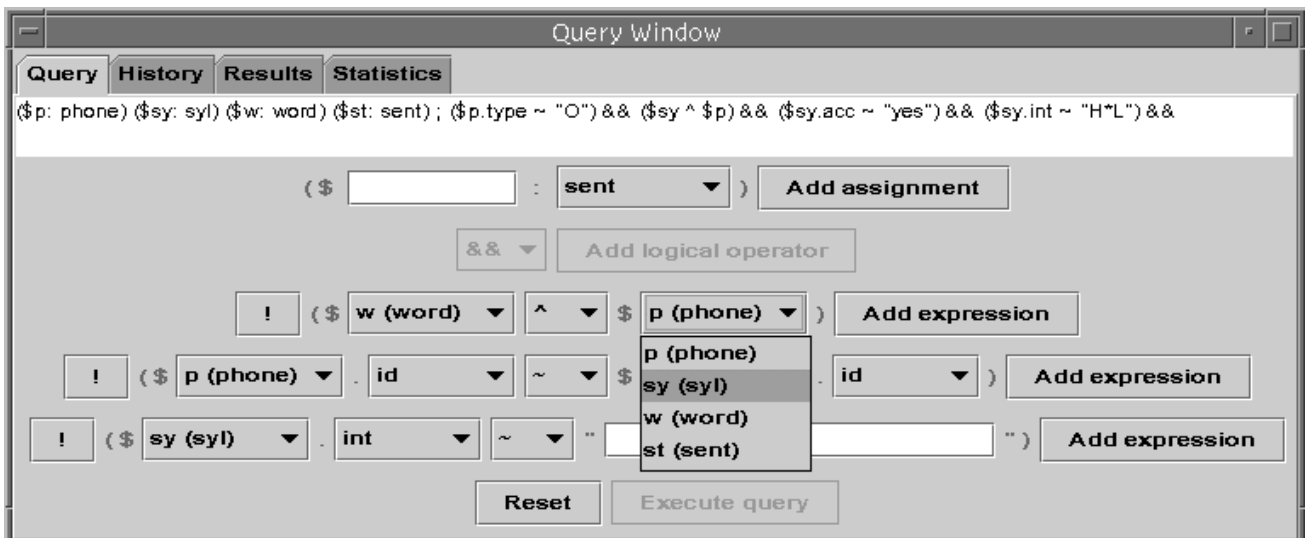 Query Window
Query History Results Statistics
($p: phone) ($sy: syl) ($w: word) ($st: sent) ; ($p.type ~ "O") && ($sy ^ $p) && ($sy.acc ~ "yes") && ($sy.int ~ "H*L") &&
($ : sent ) Add assignment
&& Add logical operator
! ($ w (word) ^ $ p (phone) ) Add expression
p (phone)
! ($ p (phone) . id ~ $ sy (syl) . id ) Add expression
w (word)
! ($ sy (syl) . int ~ " st (sent) ") Add expression
Reset Execute query